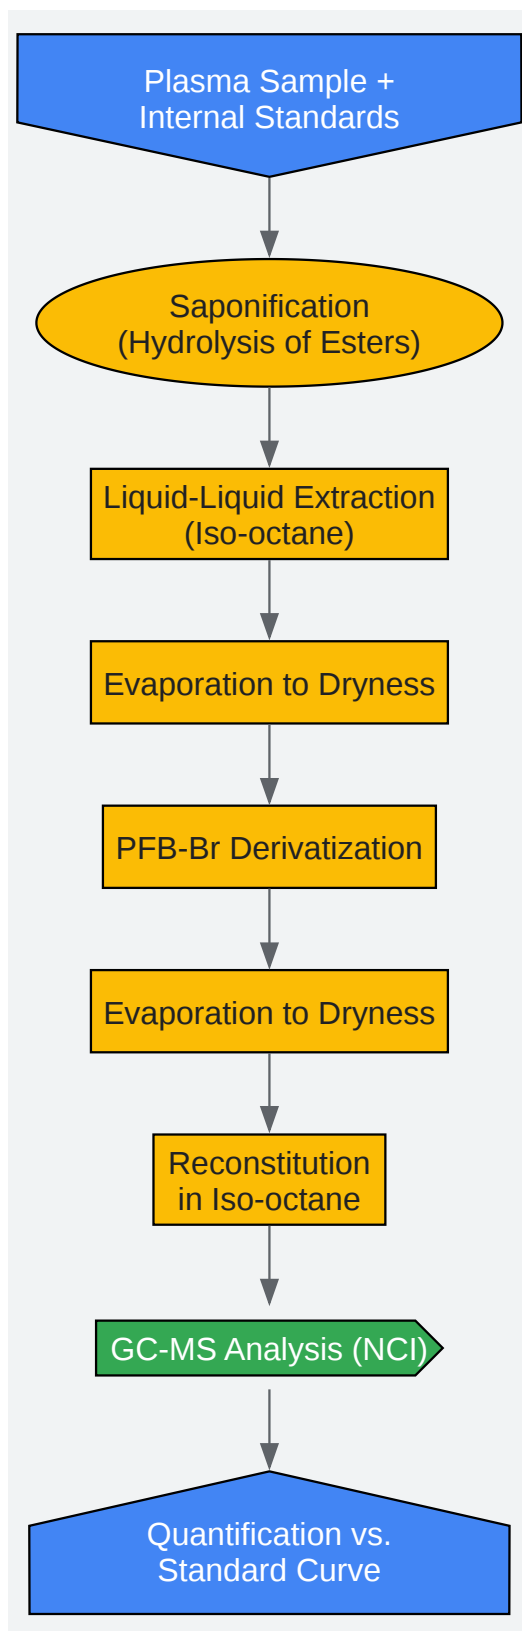 Plasma Sample +
Internal Standards
Saponification
(Hydrolysis of Esters)
Liquid-Liquid Extraction
(Iso-octane)
Evaporation to Dryness
PFB-Br Derivatization
Evaporation to Dryness
Reconstitution
in Iso-octane
GC-MS Analysis (NCI)
Quantification vs.
Standard Curve